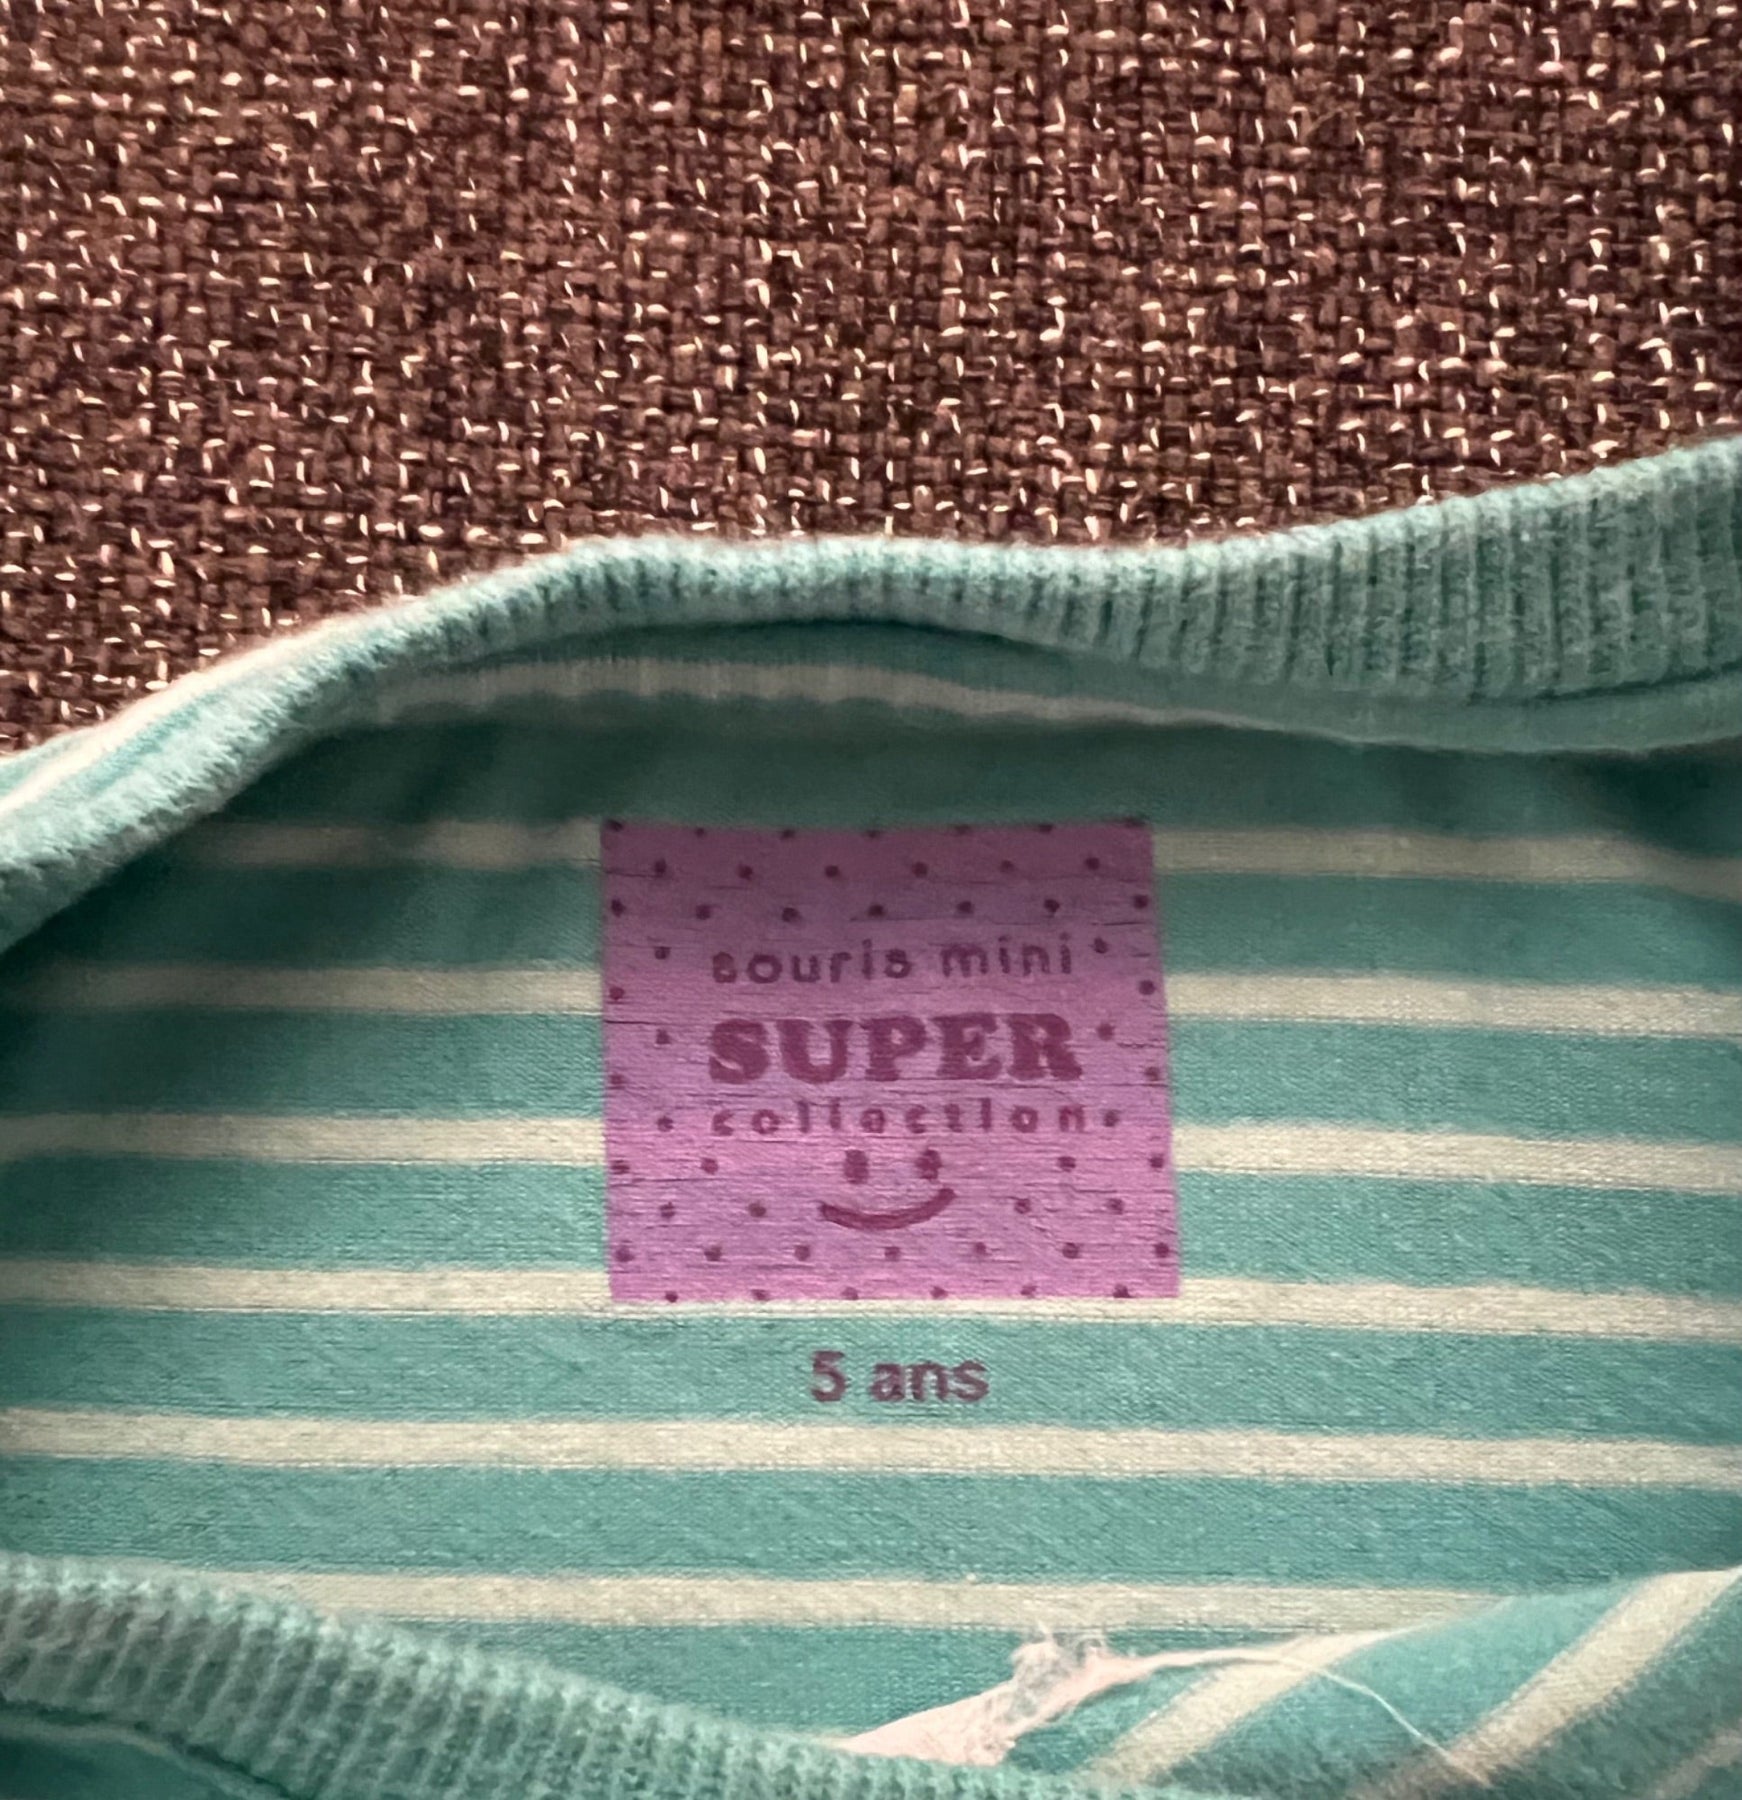 souris mini
SUPER
collection
5 ans